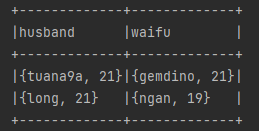 +------------+-------------+
|husband     |waifu        |
+------------+-------------+
|{tuana9a, 21}|{gemdino, 21}|
|{long, 21}  |{ngan, 19}   |
+------------+-------------+